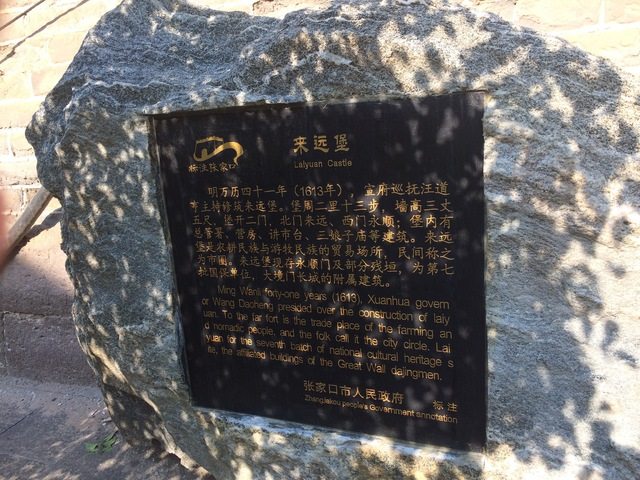 标注张家口
来远堡
Laiyuan Castle
明万历四十一年（1613年），宣府巡抚汪道
亨主持修筑来远堡。堡周二里十三步，墙高三丈
五尺，堡开二门，北门来远、西门永顺；堡内有
总管署、营房、讲市台、三娘子庙等建筑。来远
堡是农耕民族与游牧民族的贸易场所，民间称之
为市圈。来远堡现存永顺门及部分残垣，为第七
批国保单位，大境门长城的附属建筑。
Ming Wanli forty-one years (1613), Xuanhua govern
or Wang Dacheng presided over the construction of laiy
uan. To the far fort is the trade place of the farming an
d nomadic people, and the folk call it the city circle. Lai
yuan for the seventh batch of national cultural heritage s
ite, the affiliated buildings of the Great Wall dajingmen.
张家口市人民政府 标注
Zhangjiakou people's Government annotation